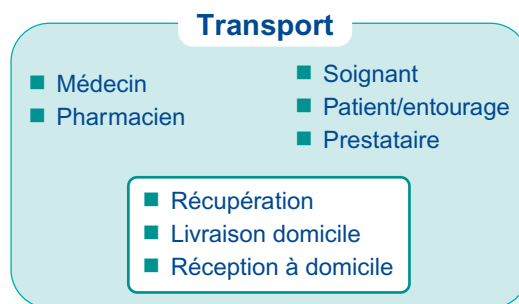 Transport
Médecin
Pharmacien
Soignant
Patient/entourage
Prestataire
Récupération
Livraison domicile
Réception à domicile